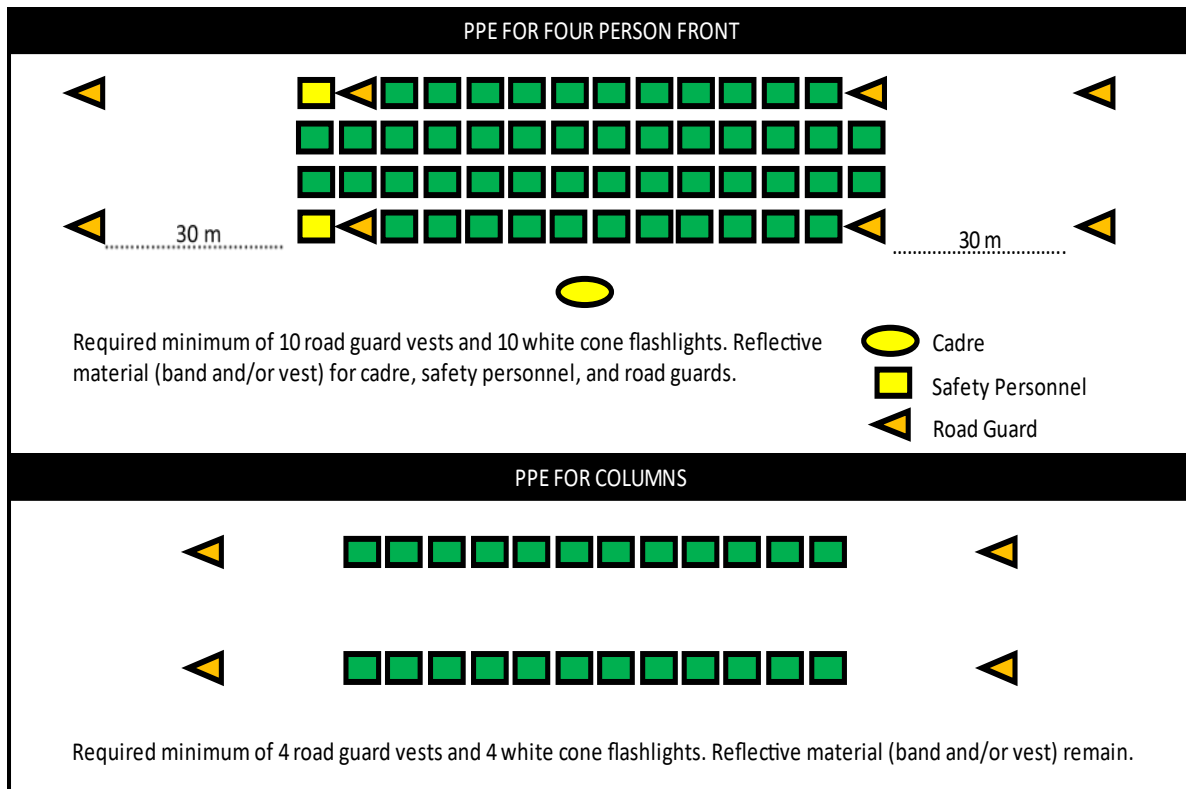 PPE FOR FOUR PERSON FRONT
30 m
30 m
Required minimum of 10 road guard vests and 10 white cone flashlights. Reflective
material (band and/or vest) for cadre, safety personnel, and road guards.
Cadre
Safety Personnel
Road Guard
PPE FOR COLUMNS
Required minimum of 4 road guard vests and 4 white cone flashlights. Reflective material (band and/or vest) remain.